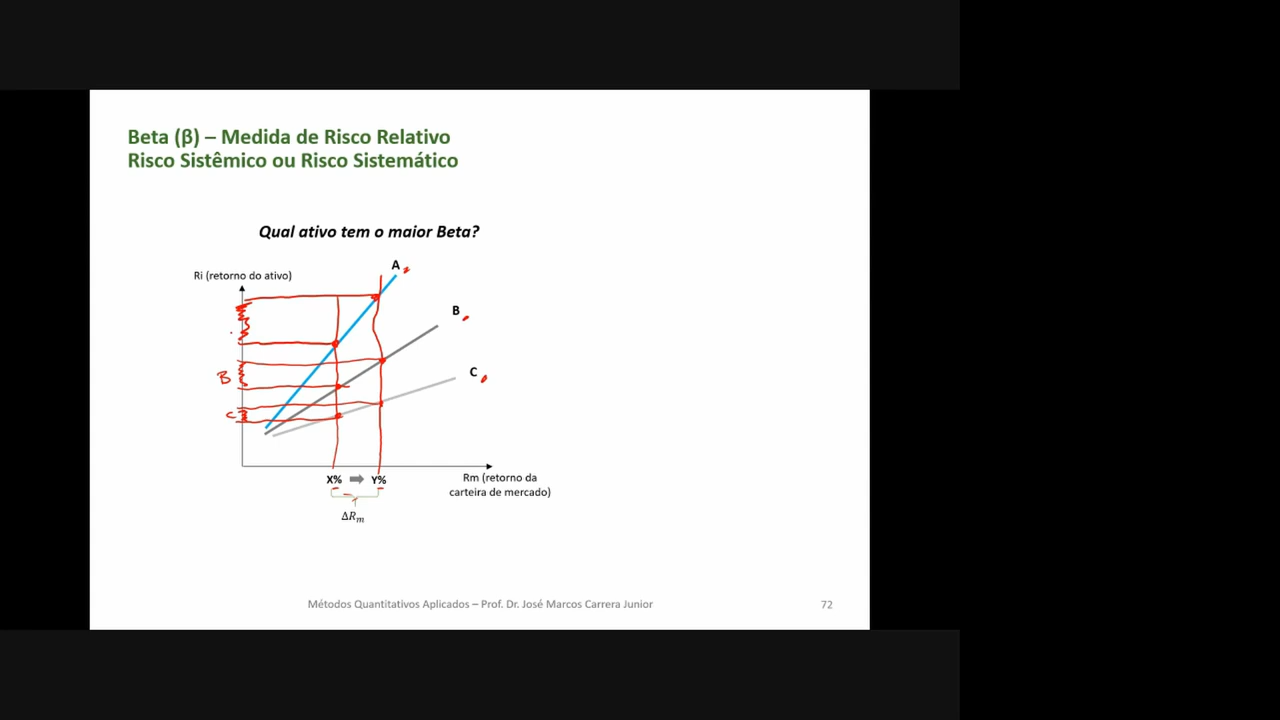 Beta (β) – Medida de Risco Relativo
Risco Sistêmico ou Risco Sistemático
Qual ativo tem o maior Beta?
A
Ri (retorno do ativo)
B
C
B
C
X% Y%
Rm (retorno da
carteira de mercado)
ΔRm
Métodos Quantitativos Aplicados – Prof. Dr. José Marcos Carrera Junior
72